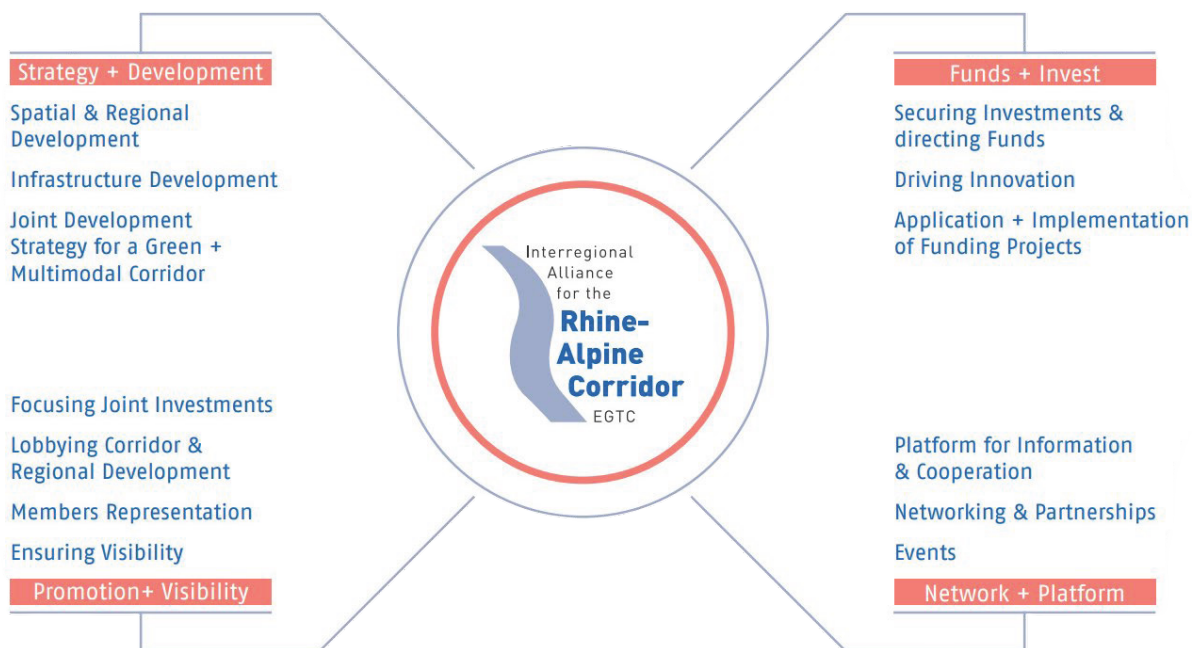 Strategy + Development
Spatial & Regional
Development
Infrastructure Development
Joint Development
Strategy for a Green +
Multimodal Corridor
Funds + Invest
Securing Investments &
directing Funds
Driving Innovation
Application + Implementation
of Funding Projects
Interregional
Alliance
for the
Rhine-
Alpine
Corridor
EGTC
Focusing Joint Investments
Lobbying Corridor &
Regional Development
Members Representation
Ensuring Visibility
Promotion+ Visibility
Platform for Information
& Cooperation
Networking & Partnerships
Events
Network + Platform